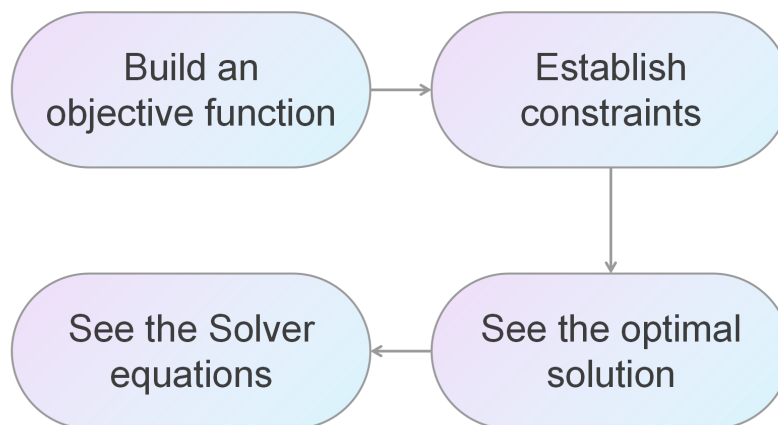 Build an
objective function
Establish
constraints
See the Solver
equations
See the optimal
solution